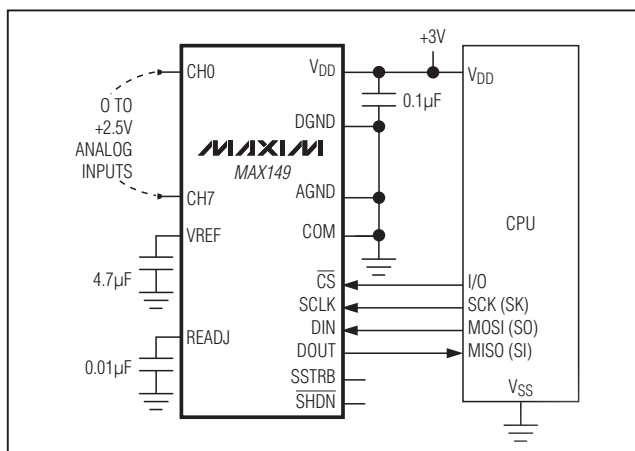 +3V
CH0
0 TO
+2.5V
ANALOG
INPUTS
CH7
VREF
4.7µF
READJ
0.01µF
MAXIM
MAX149
VDD
DGND
AGND
COM
CS
SCLK
DIN
DOUT
SSTRB
SHDN
0.1µF
VDD
CPU
I/O
SCK (SK)
MOSI (SO)
MISO (SI)
VSS